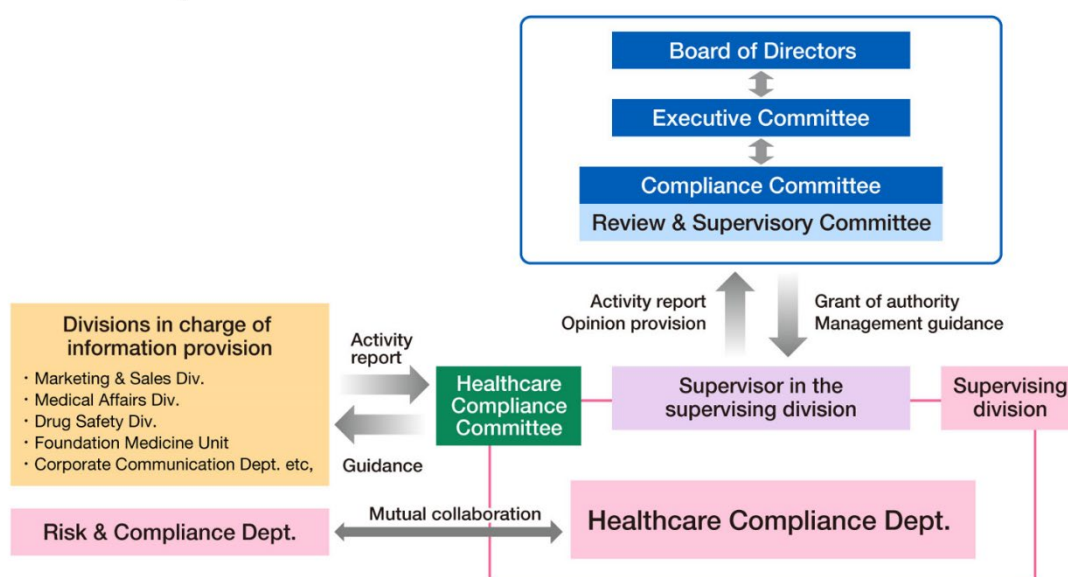 Board of Directors
Executive Committee
Compliance Committee
Review & Supervisory Committee
Activity report
Opinion provision
Grant of authority
Management guidance
Divisions in charge of
information provision
・Marketing & Sales Div.
・Medical Affairs Div.
・Drug Safety Div.
・Foundation Medicine Unit
・Corporate Communication Dept. etc,
Activity
report
Guidance
Healthcare
Compliance
Committee
Supervisor in the
supervising division
Supervising
division
Risk & Compliance Dept.
Mutual collaboration
Healthcare Compliance Dept.